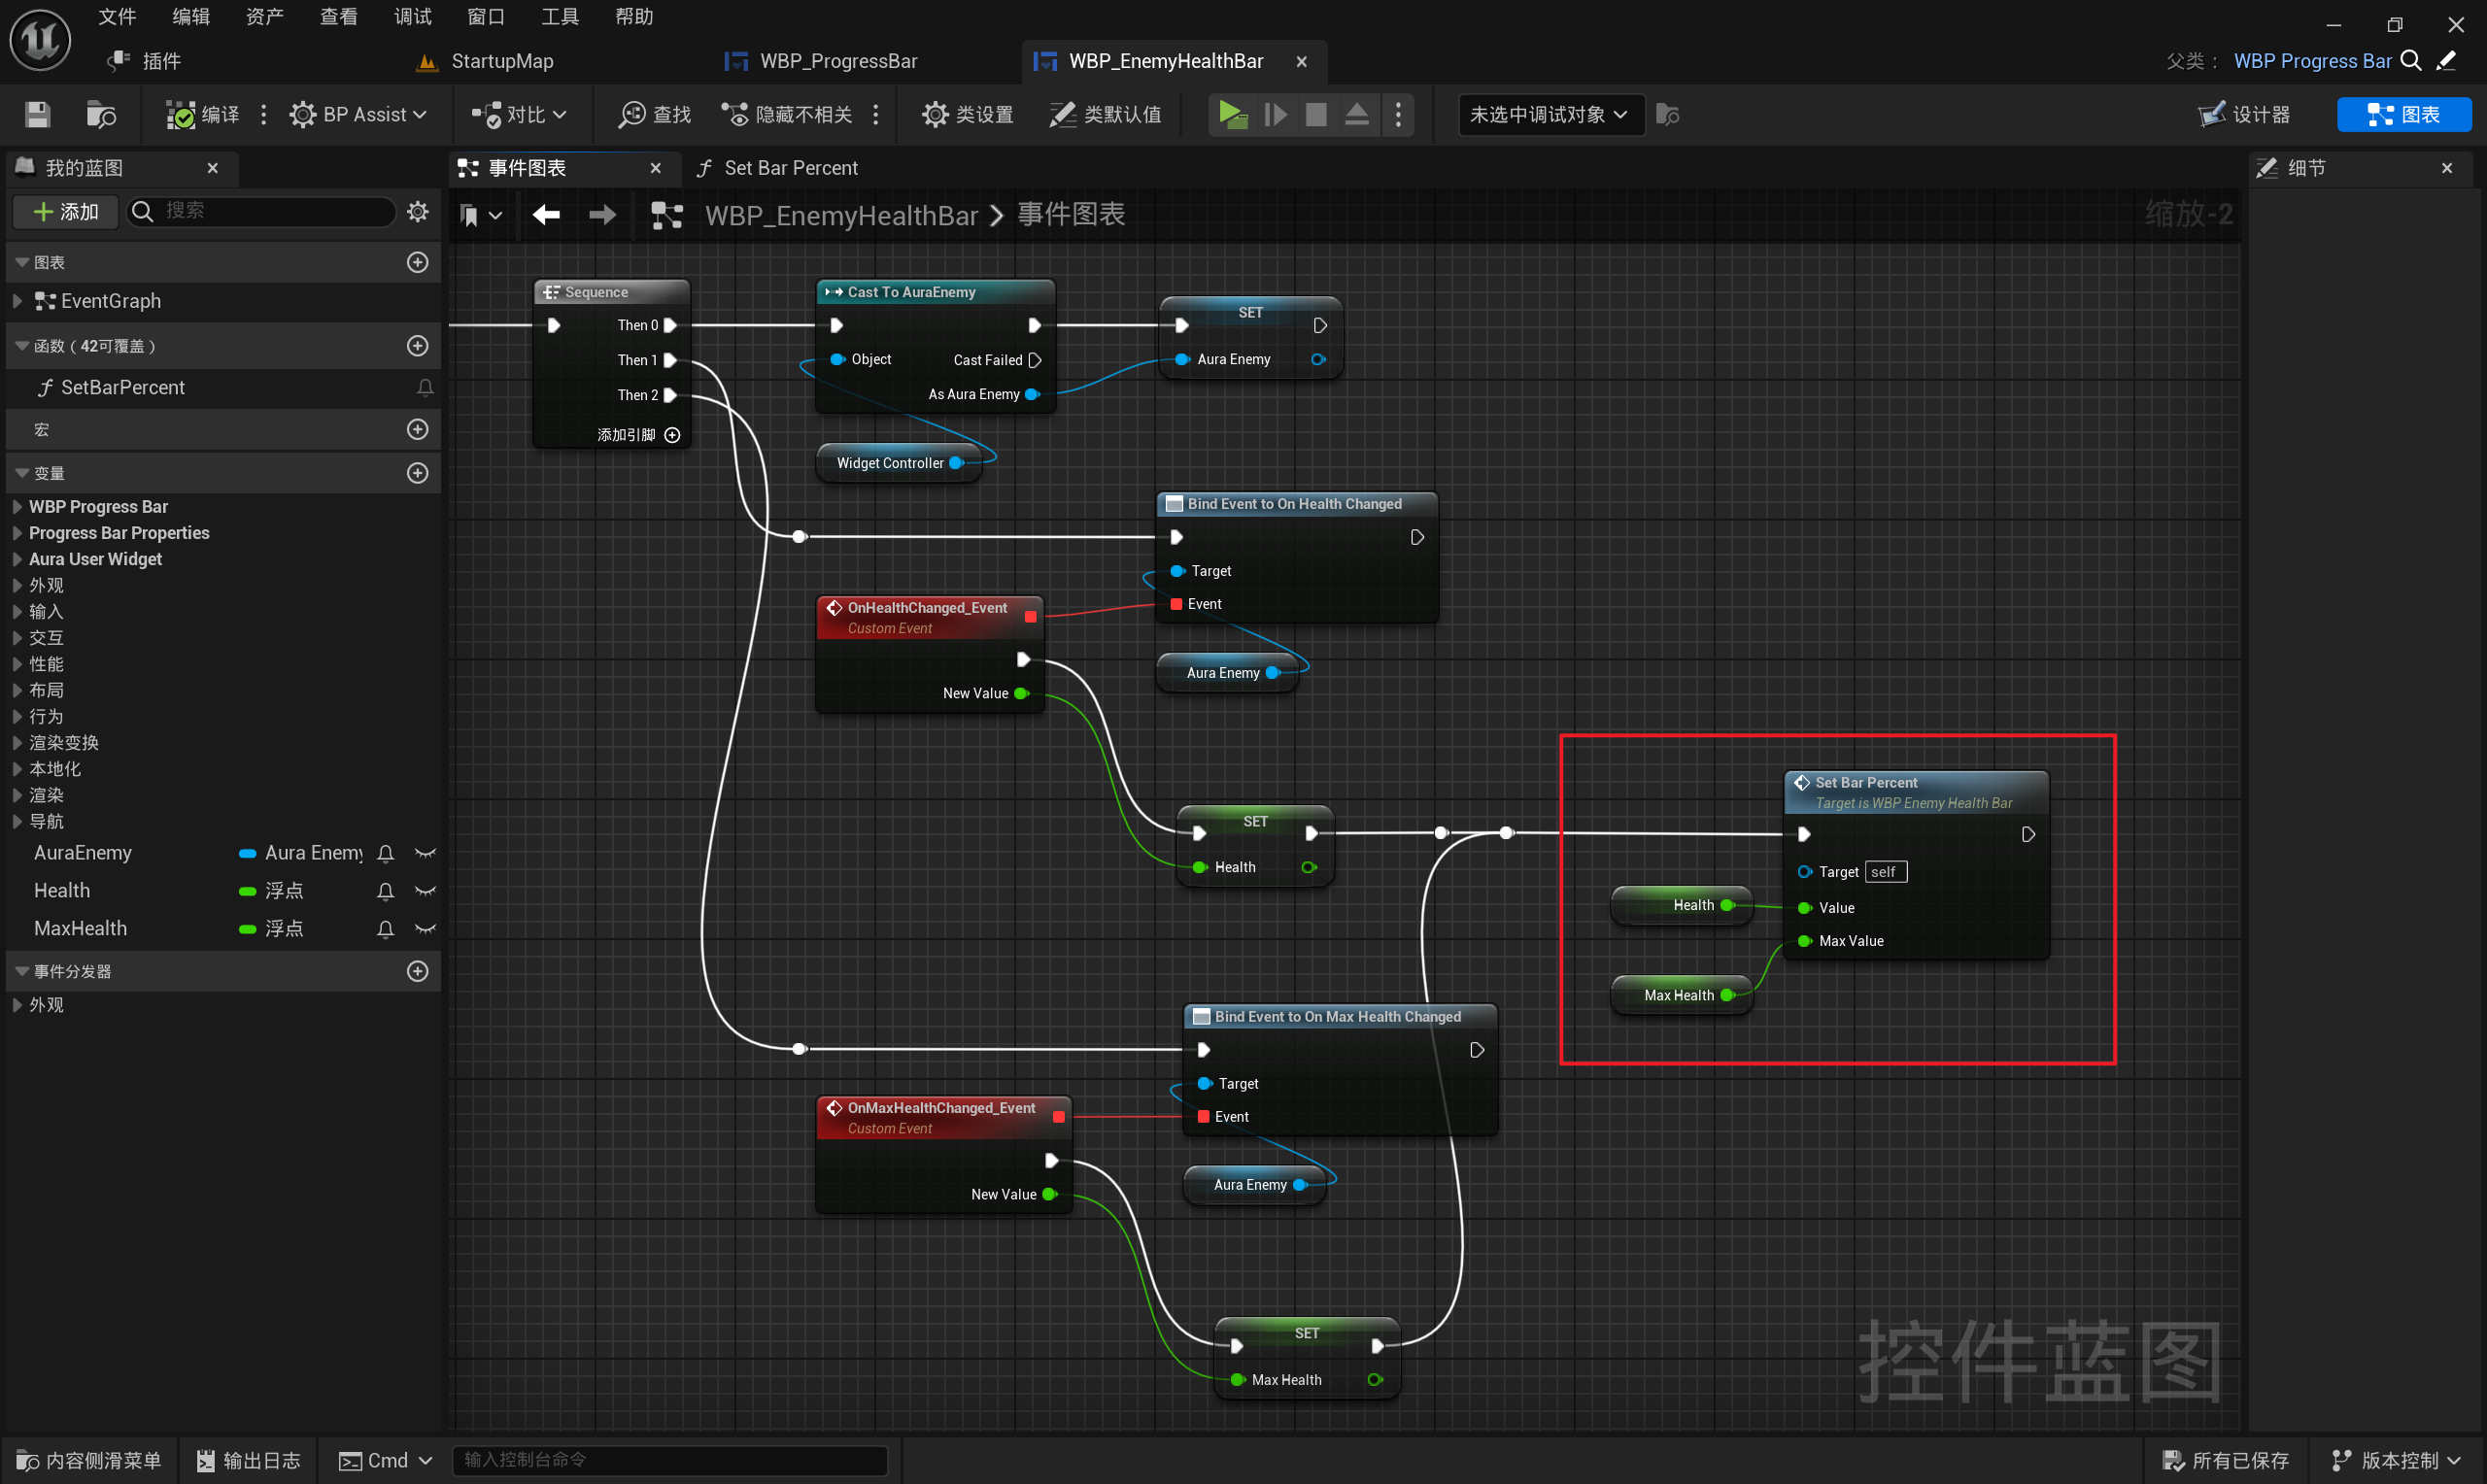 文件 编辑 资产 查看 调试 窗口 工具 帮助
插件 StartupMap WBP_ProgressBar WBP_EnemyHealthBar 父类： WBP Progress Bar
编译 BP Assist 对比 查找 隐藏不相关 类设置 类默认值 未选中调试对象 设计器 图表
我的蓝图 事件图表 Set Bar Percent 细节
添加 搜索 WBP_EnemyHealthBar 事件图表 缩放-2
图表
EventGraph
函数（42可覆盖）
SetBarPercent
宏
变量
WBP Progress Bar
Progress Bar Properties
Aura User Widget
外观
输入
交互
性能
布局
行为
渲染变换
本地化
渲染
导航
AuraEnemy Aura Enemy
Health 浮点
MaxHealth 浮点
事件分发器
外观
Sequence
Then 0
Then 1
Then 2
添加引脚
Cast To AuraEnemy
Object Cast Failed
As Aura Enemy
Widget Controller
SET
Aura Enemy
Bind Event to On Health Changed
Target
Event
OnHealthChanged_Event
Custom Event
New Value
Aura Enemy
SET
Health
Set Bar Percent
Target is WBP Enemy Health Bar
Target self
Value
Max Value
Health
Max Health
Bind Event to On Max Health Changed
Target
Event
OnMaxHealthChanged_Event
Custom Event
New Value
Aura Enemy
SET
Max Health
控件蓝图
内容侧滑菜单 输出日志 Cmd 输入控制台命令 所有已保存 版本控制